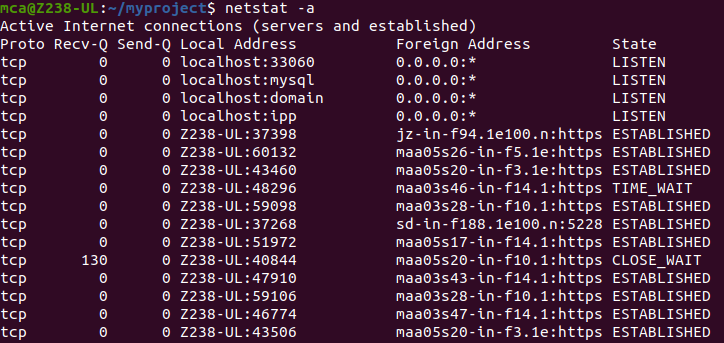 mca@Z238-UL:~/myproject$ netstat -a
Active Internet connections (servers and established)
Proto Recv-Q Send-Q Local Address           Foreign Address         State
tcp        0      0 localhost:33060         0.0.0.0:*               LISTEN
tcp        0      0 localhost:mysql         0.0.0.0:*               LISTEN
tcp        0      0 localhost:domain        0.0.0.0:*               LISTEN
tcp        0      0 localhost:ipp           0.0.0.0:*               LISTEN
tcp        0      0 Z238-UL:37398           jz-in-f94.1e100.n:https ESTABLISHED
tcp        0      0 Z238-UL:60132           maa05s26-in-f5.1e:https ESTABLISHED
tcp        0      0 Z238-UL:43460           maa05s20-in-f3.1e:https ESTABLISHED
tcp        0      0 Z238-UL:48296           maa03s46-in-f14.1:https TIME_WAIT
tcp        0      0 Z238-UL:59098           maa03s28-in-f10.1:https ESTABLISHED
tcp        0      0 Z238-UL:37268           sd-in-f188.1e100.n:5228 ESTABLISHED
tcp        0      0 Z238-UL:51972           maa05s17-in-f14.1:https ESTABLISHED
tcp      130      0 Z238-UL:40844           maa05s20-in-f10.1:https CLOSE_WAIT
tcp        0      0 Z238-UL:47910           maa03s43-in-f14.1:https ESTABLISHED
tcp        0      0 Z238-UL:59106           maa03s28-in-f10.1:https ESTABLISHED
tcp        0      0 Z238-UL:46774           maa03s47-in-f14.1:https ESTABLISHED
tcp        0      0 Z238-UL:43506           maa05s20-in-f3.1e:https ESTABLISHED